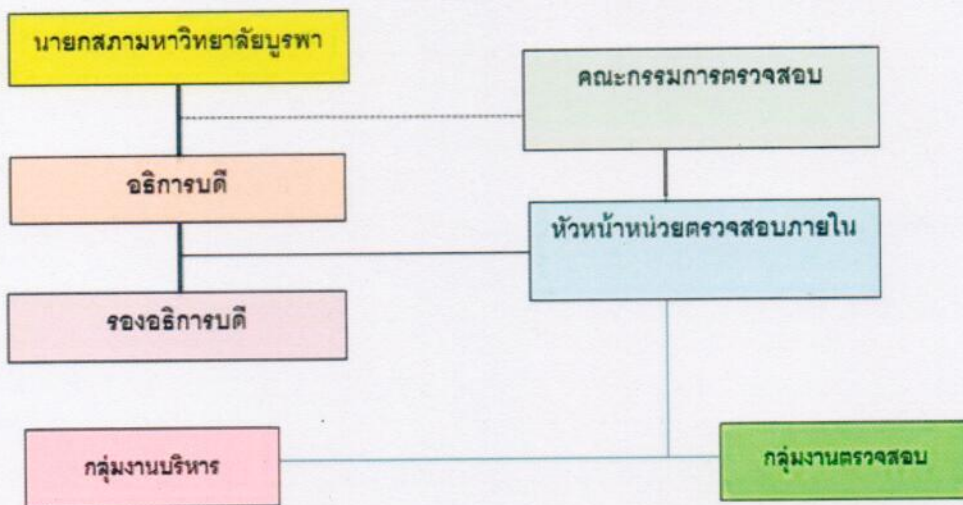 นายกสภามหาวิทยาลัยบูรพา
คณะกรรมการตรวจสอบ
อธิการบดี
หัวหน้าหน่วยตรวจสอบภายใน
รองอธิการบดี
กลุ่มงานบริหาร
กลุ่มงานตรวจสอบ